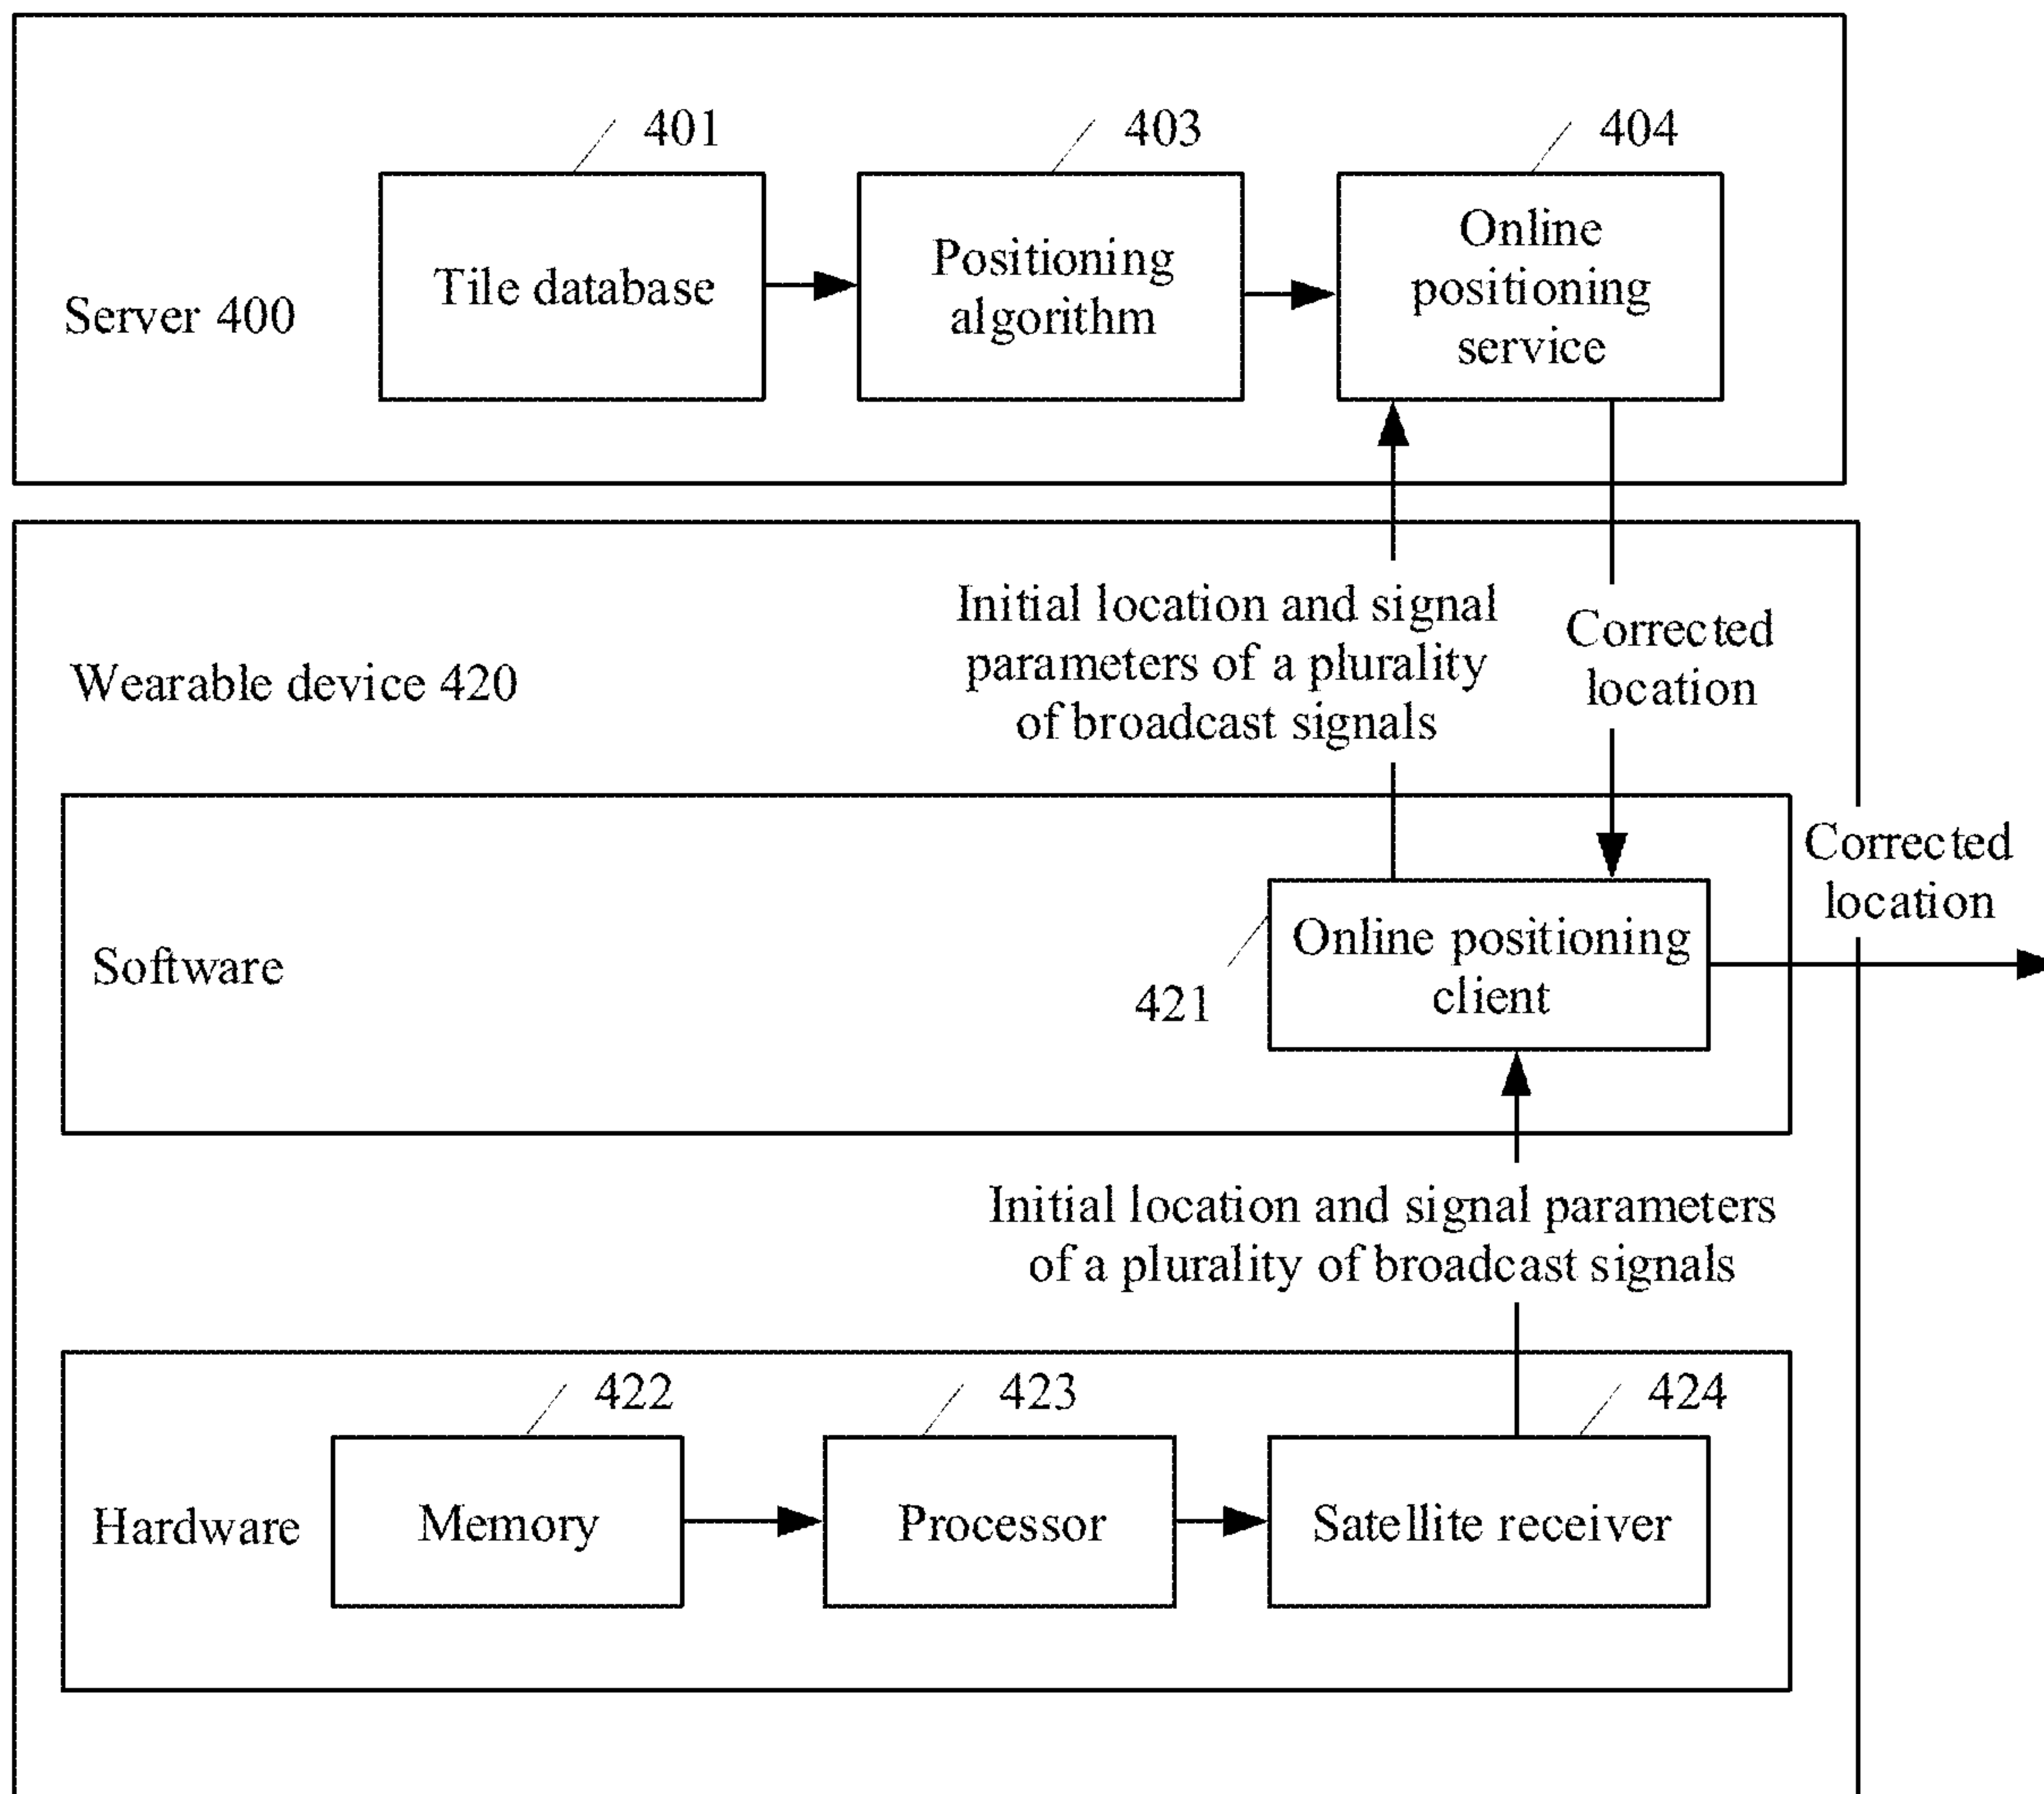 401
403
404
Server 400
Tile database
Positioning
algorithm
Online
positioning
service
Wearable device 420
Initial location and signal
parameters of a plurality
of broadcast signals
Corrected
location
Corrected
location
Software
421
Online positioning
client
Initial location and signal parameters
of a plurality of broadcast signals
422
423
424
Hardware
Memory
Processor
Satellite receiver